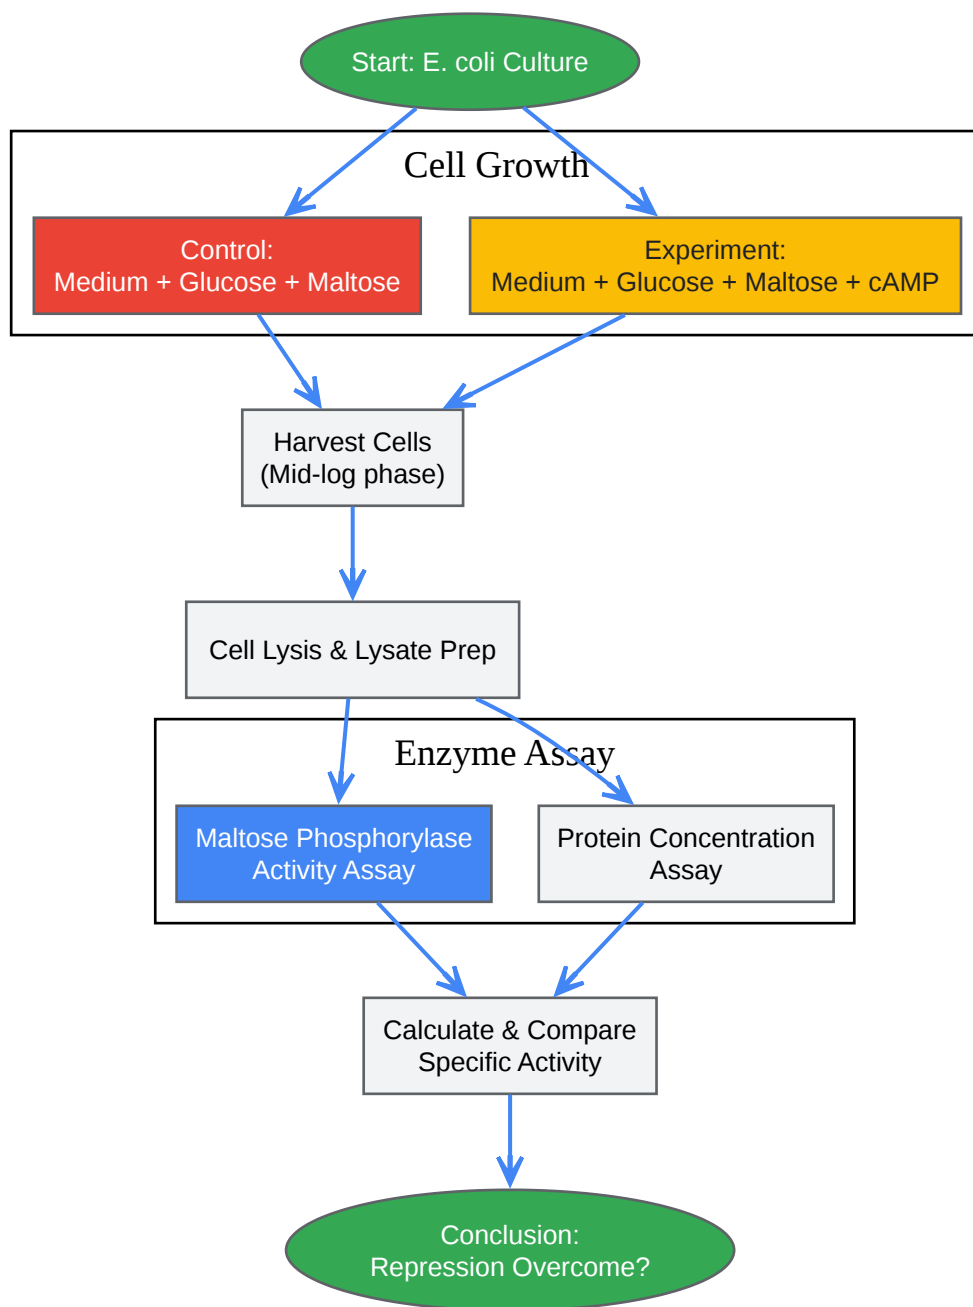 Start: E. coli Culture
Cell Growth
Control:
Medium + Glucose + Maltose
Experiment:
Medium + Glucose + Maltose + cAMP
Harvest Cells
(Mid-log phase)
Cell Lysis & Lysate Prep
Enzyme Assay
Maltose Phosphorylase
Activity Assay
Protein Concentration
Assay
Calculate & Compare
Specific Activity
Conclusion:
Repression Overcome?